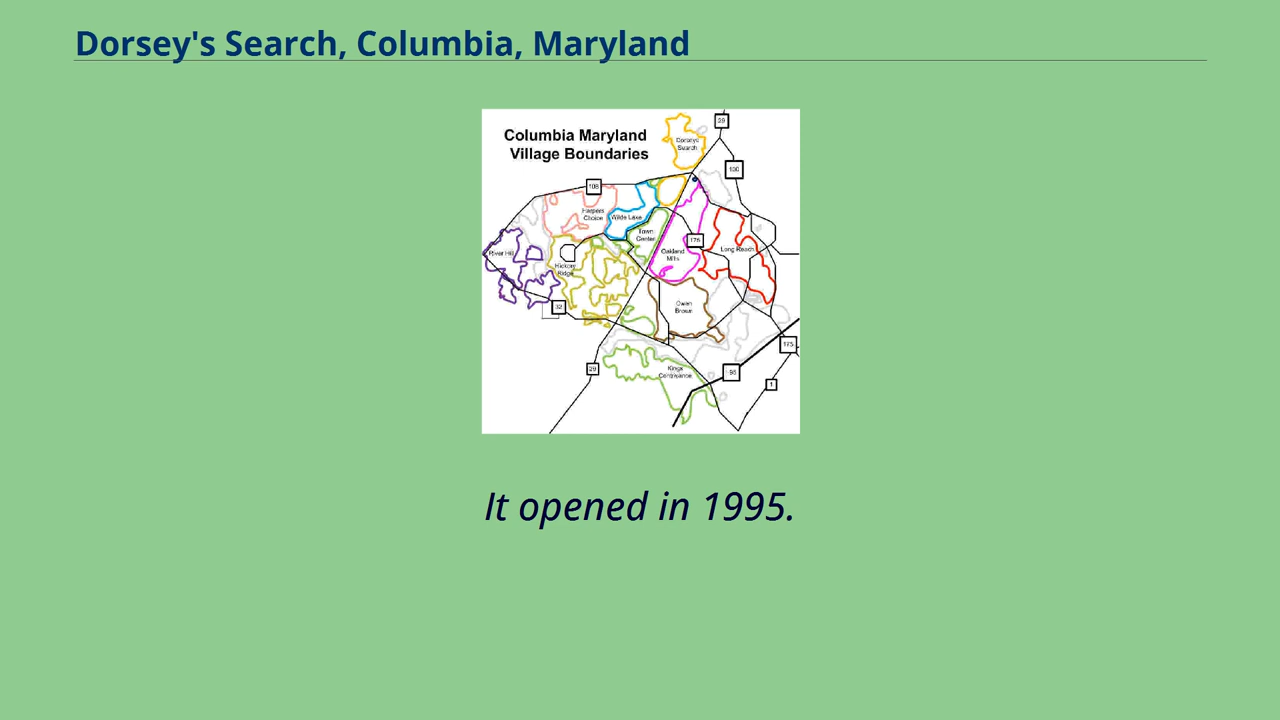 Dorsey's Search, Columbia, Maryland
Columbia Maryland
Village Boundaries
Search
29
100
108
Harpers
Choice
Wilde Lake
Town
Center
175
Oakland
Mills
Long Reach
River Hill
Hickory
Ridge
32
Owen
Brown
175
29
Kings
95
1
It opened in 1995.